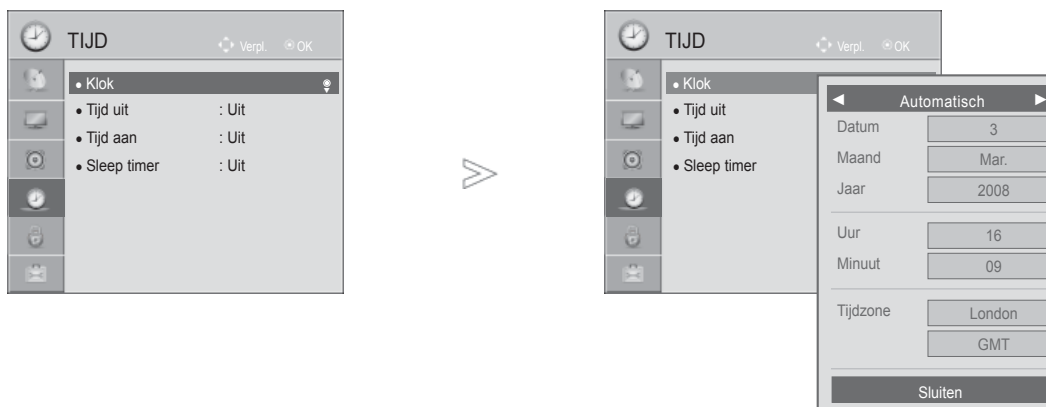 TIJD Verpl. OK
• Klok
• Tijd uit : Uit
• Tijd aan : Uit
• Sleep timer : Uit
TIJD Verpl. OK
• Klok
• Tijd uit
• Tijd aan
• Sleep timer
◄ Automatisch ►
Datum 3
Maand Mar.
Jaar 2008
Uur 16
Minuut 09
Tijdzone London
GMT
Sluiten